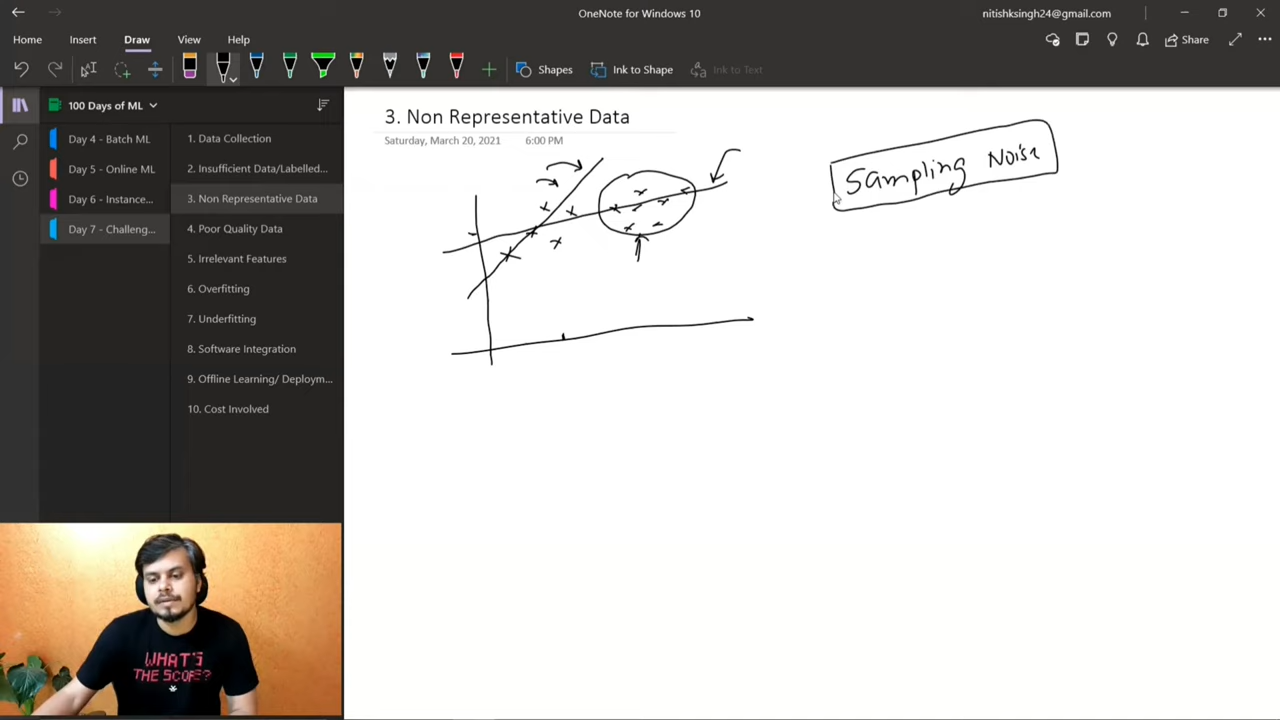 OneNote for Windows 10
nitishksingh24@gmail.com
Home
Insert
Draw
View
Help
Share
Shapes
Ink to Shape
Ink to Text
100 Days of ML
Day 4 - Batch ML
Day 5 - Online ML
Day 6 - Instance...
Day 7 - Challeng...
1. Data Collection
2. Insufficient Data/Labelled...
3. Non Representative Data
4. Poor Quality Data
5. Irrelevant Features
6. Overfitting
7. Underfitting
8. Software Integration
9. Offline Learning/ Deploym...
10. Cost Involved
3. Non Representative Data
Saturday, March 20, 2021 6:00 PM
Sampling Noise
WHAT'S
THE SCOPE?